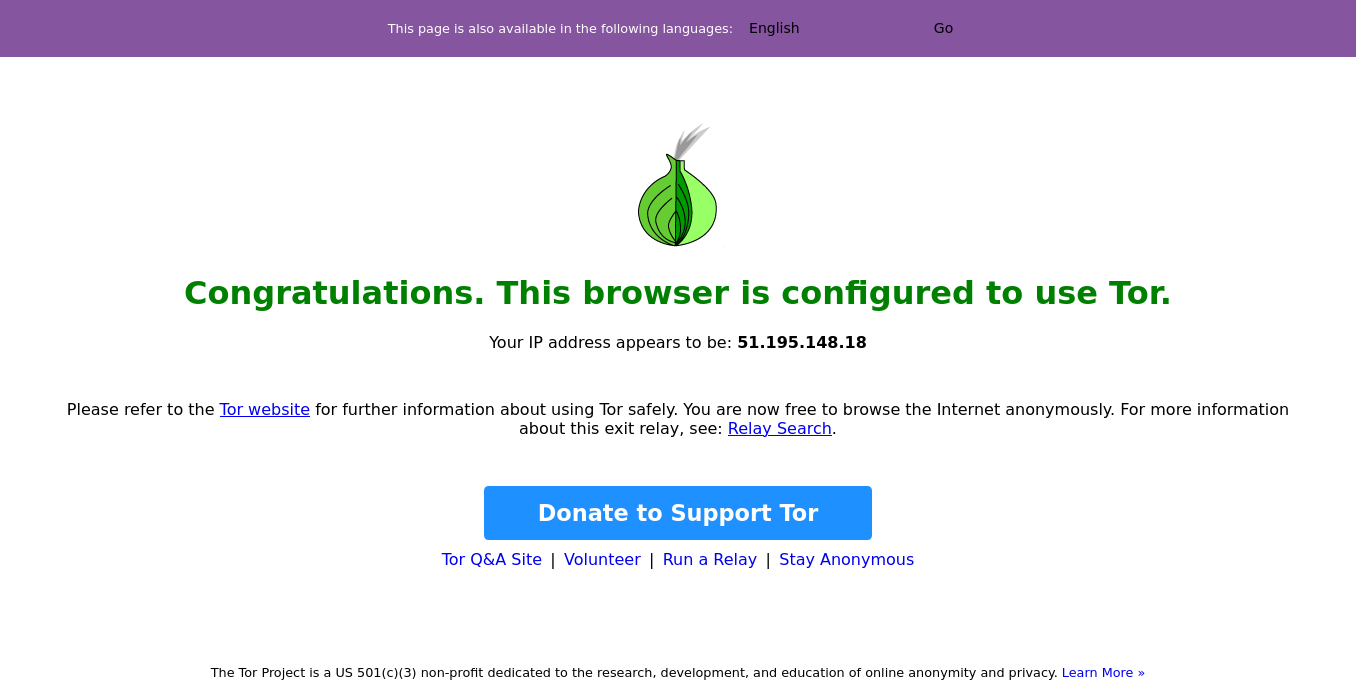 This page is also available in the following languages: English Go
Congratulations. This browser is configured to use Tor.
Your IP address appears to be: 51.195.148.18
Please refer to the Tor website for further information about using Tor safely. You are now free to browse the Internet anonymously. For more information
about this exit relay, see: Relay Search.
Donate to Support Tor
Tor Q&A Site | Volunteer | Run a Relay | Stay Anonymous
The Tor Project is a US 501(c)(3) non-profit dedicated to the research, development, and education of online anonymity and privacy. Learn More »